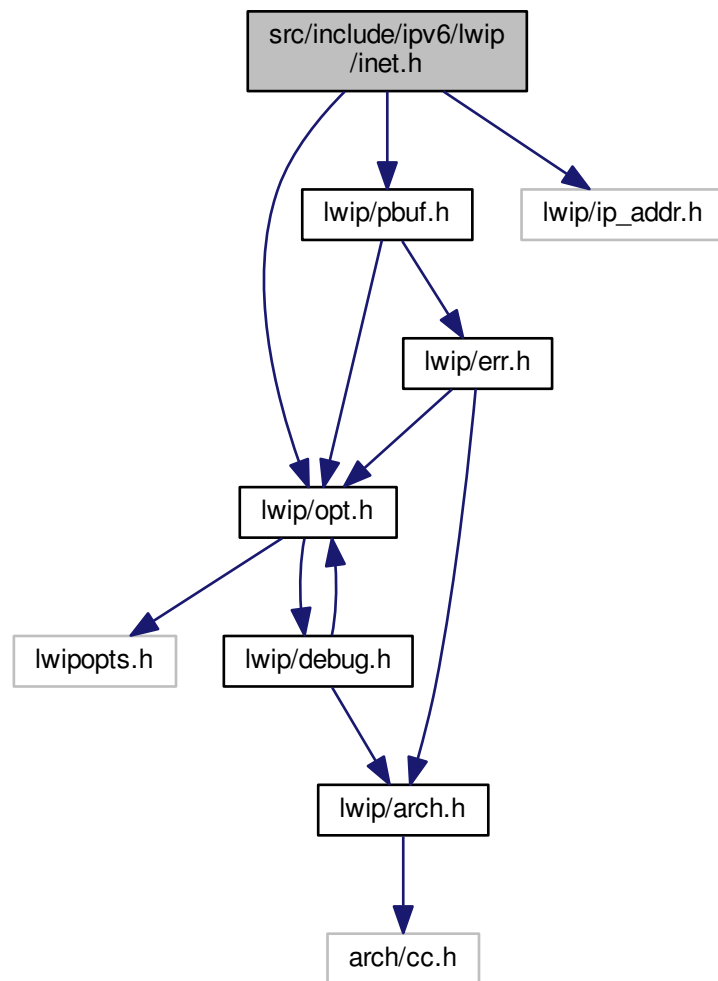 src/include/ipv6/lwip
/inet.h
lwip/pbuf.h
lwip/ip_addr.h
lwip/err.h
lwip/opt.h
lwipopts.h
lwip/debug.h
lwip/arch.h
arch/cc.h